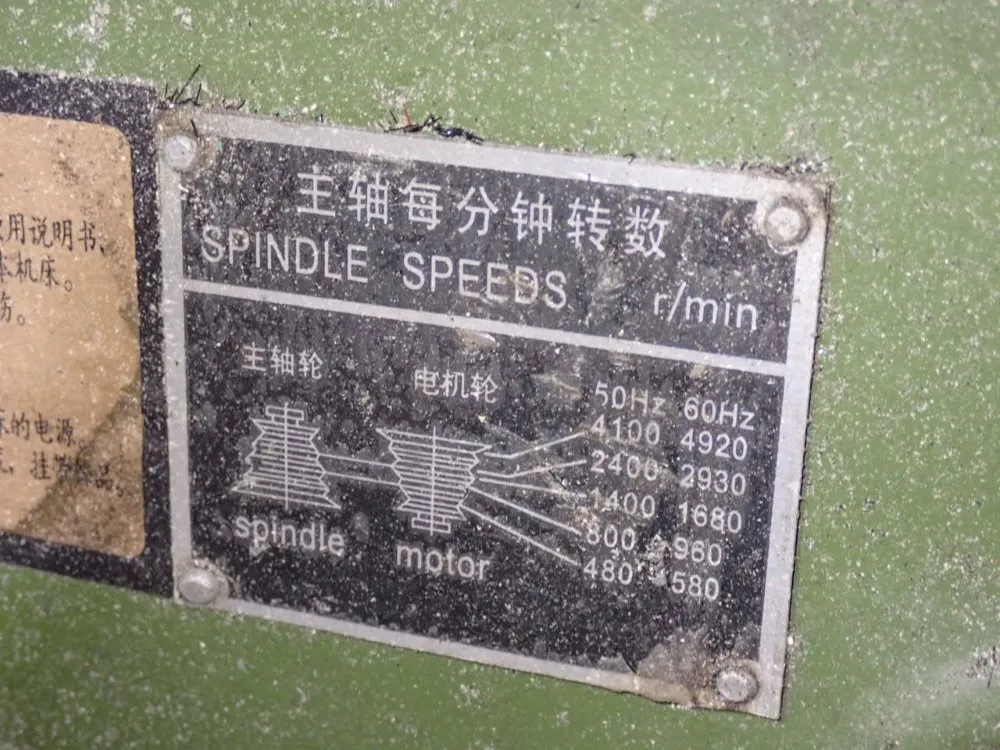 用说明书、
本机床。
筋。
的电源
主轴每分钟转数
SPINDLE SPEEDS r/min
主轴轮 电机轮 50Hz 60Hz
4100 4920
2400 2930
1400 1680
800 960
480 580
spindle motor